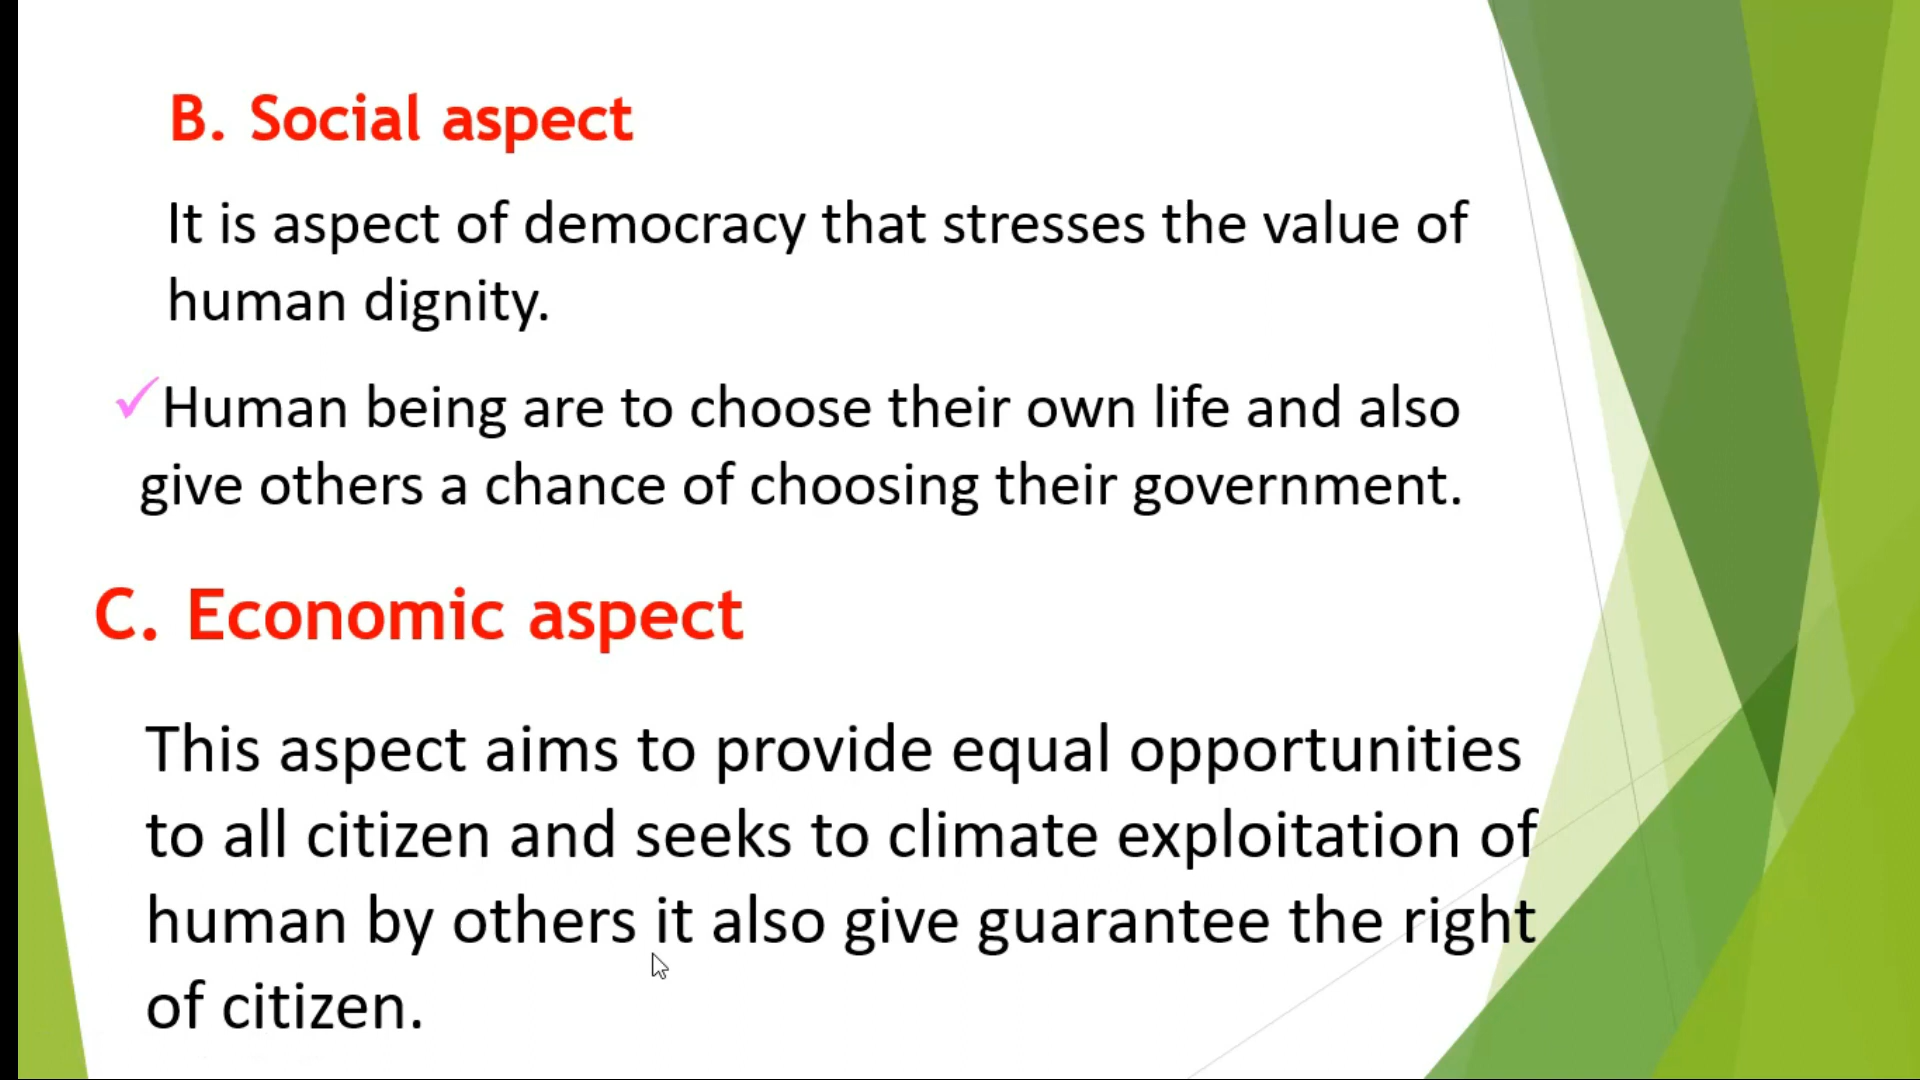 B. Social aspect
It is aspect of democracy that stresses the value of
human dignity.
✓Human being are to choose their own life and also
give others a chance of choosing their government.
C. Economic aspect
This aspect aims to provide equal opportunities
to all citizen and seeks to climate exploitation of
human by others it also give guarantee the right
of citizen.